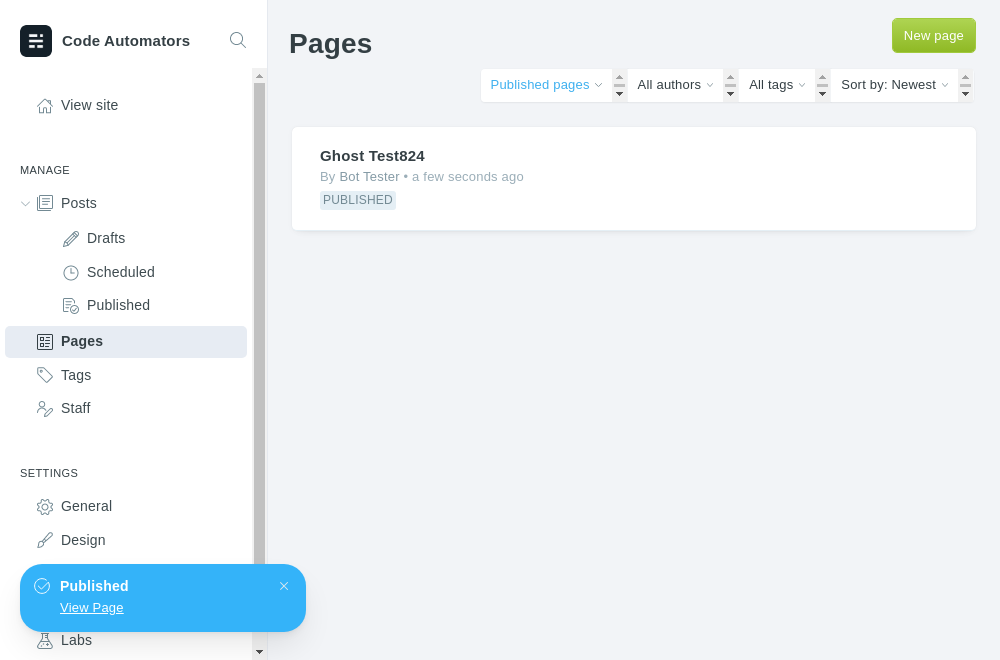 Code Automators
View site
MANAGE
Posts
Drafts
Scheduled
Published
Pages
Tags
Staff
SETTINGS
General
Design
Published
View Page
Labs
Pages
New page
Published pages
All authors
All tags
Sort by: Newest
Ghost Test824
By Bot Tester • a few seconds ago
PUBLISHED